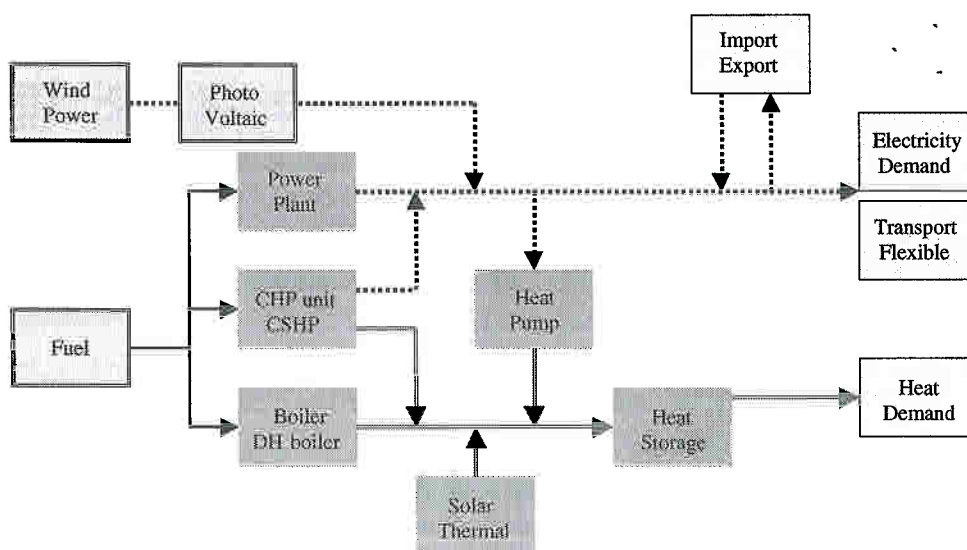 Import
Export
Wind
Power
Photo
Voltaic
Electricity
Demand
Power
Plant
Transport
Flexible
CHP unit
CSHP
Heat
Pump
Fuel
Heat
Demand
Boiler
DH boiler
Heat
Storage
Solar
Thermal